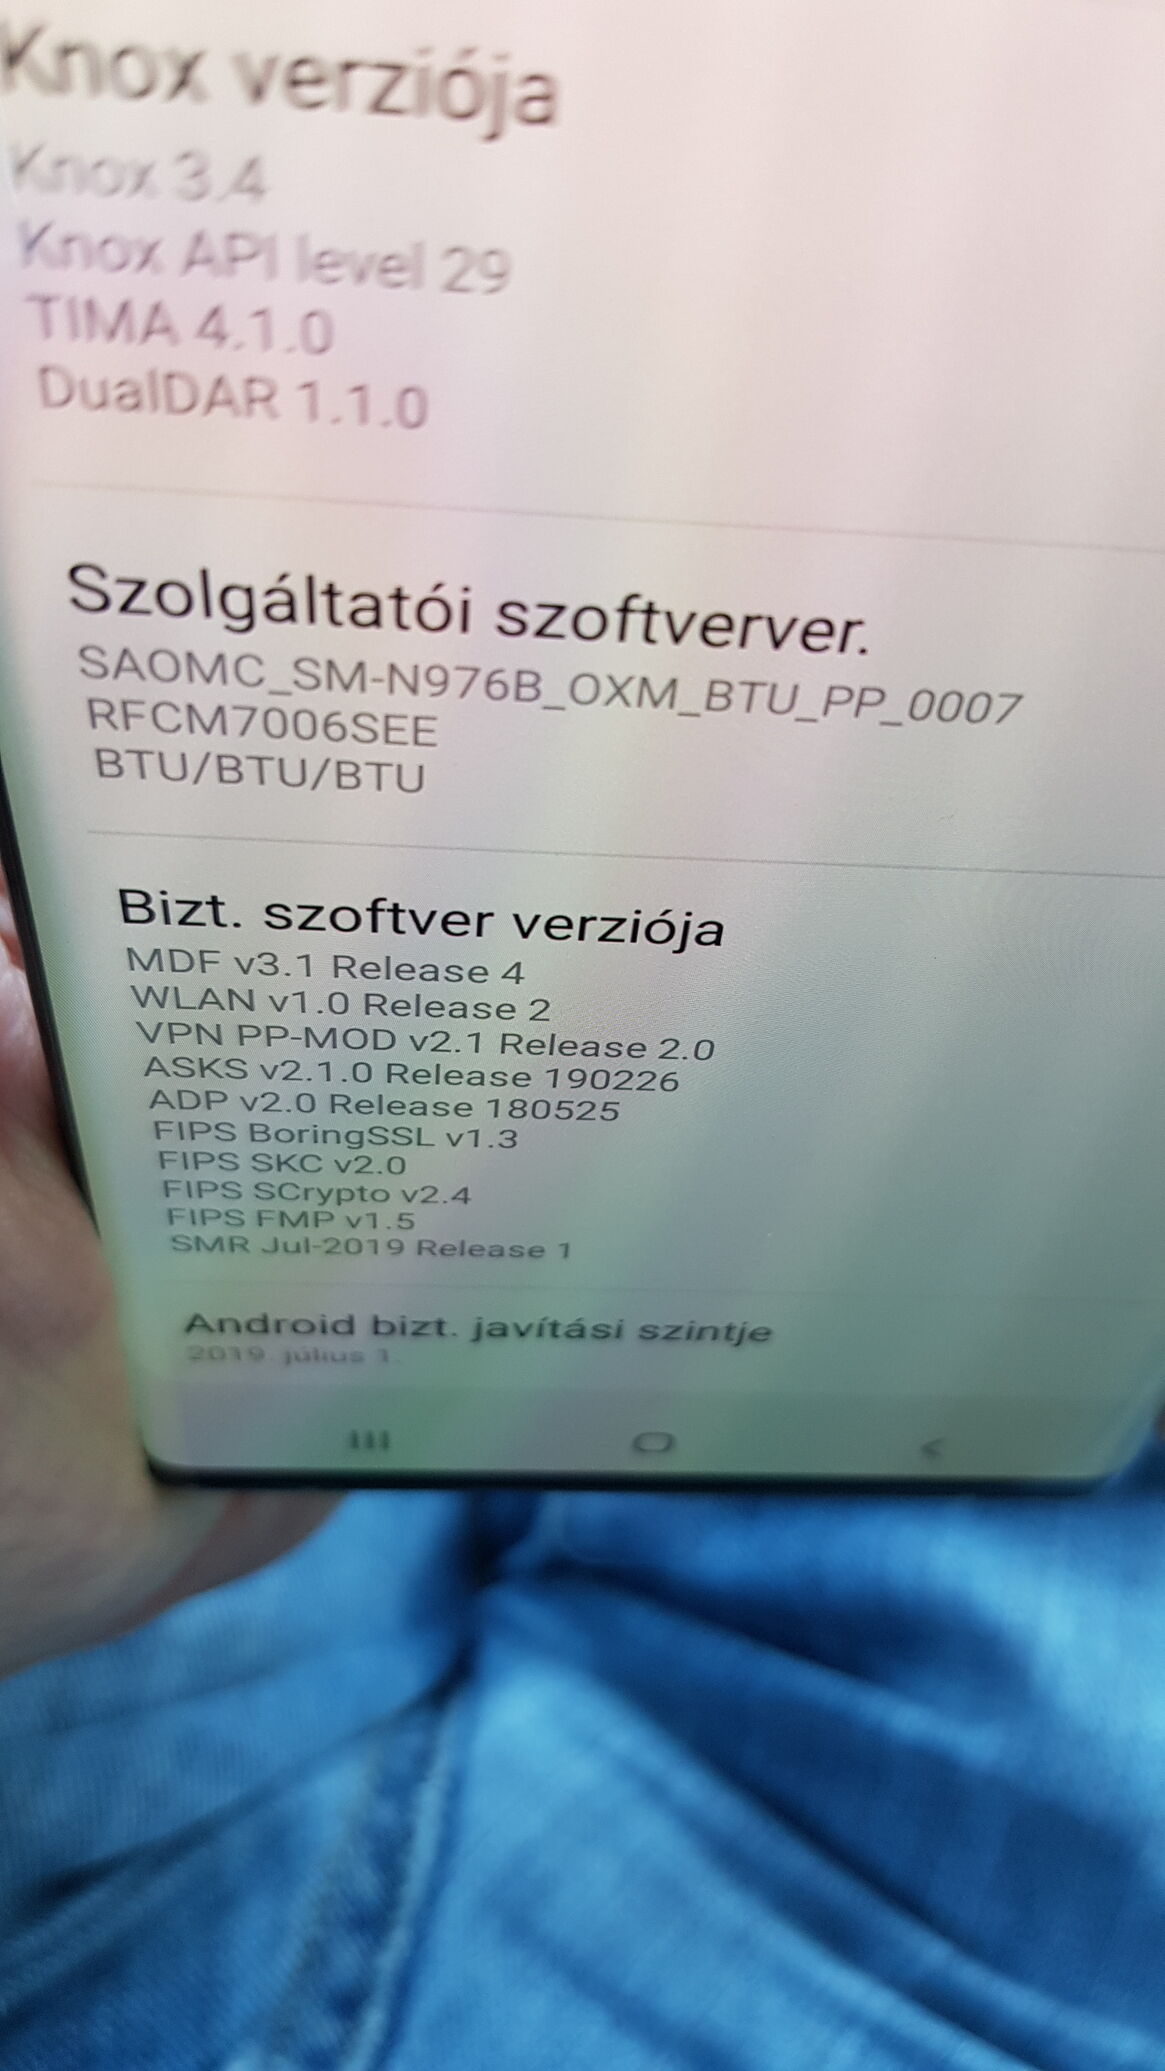 Knox verziója
Knox 3.4
Knox API level 29
TIMA 4.1.0
DualDAR 1.1.0
Szolgáltatói szoftverver.
SAOMC_SM-N976B_OXM_BTU_PP_0007
RFCM7006SEE
BTU/BTU/BTU
Bizt. szoftver verziója
MDF v3.1 Release 4
WLAN v1.0 Release 2
VPN PP-MOD v2.1 Release 2.0
ASKS v2.1.0 Release 190226
ADP v2.0 Release 180525
FIPS BoringSSL v1.3
FIPS SKC v2.0
FIPS SCrypto v2.4
FIPS FMP v1.5
SMR Jul-2019 Release 1
Android bizt. javítási szintje
2019. július 1.